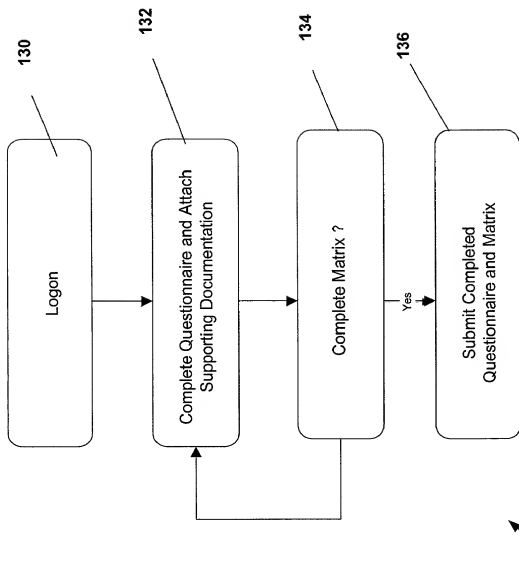 130
Logon
132
Complete Questionnaire and Attach
Supporting Documentation
134
Complete Matrix ?
Yes
136
Submit Completed
Questionnaire and Matrix